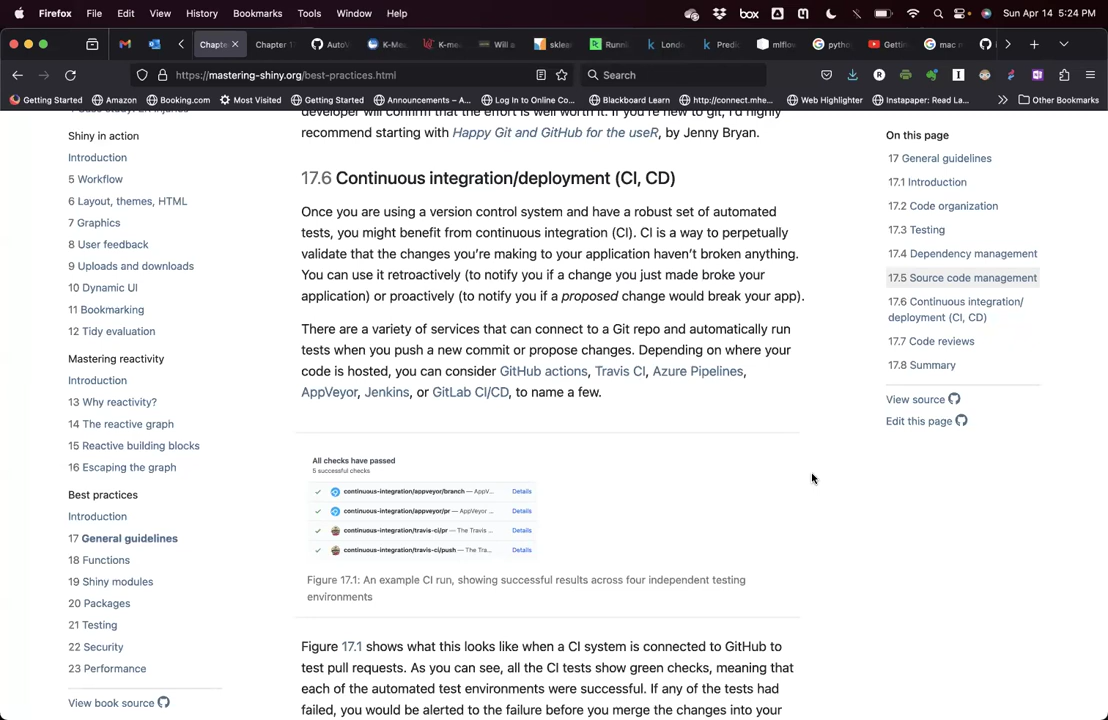 Firefox File Edit View History Bookmarks Tools Window Help box Sun Apr 14 5:24 PM
Chapte Chapter 1 AutoV K-Me K-me Will a sklea Runni Lond Predi mlflow pytho Getti mac r
https://mastering-shiny.org/best-practices.html Search
Getting Started Amazon Booking.com Most Visited Getting Started Announcements – A... Log In to Online Co... Blackboard Learn http://connect.mhe... Web Highlighter Instapaper: Read La... Other Bookmarks
Shiny in action
Introduction
5 Workflow
6 Layout, themes, HTML
7 Graphics
8 User feedback
9 Uploads and downloads
10 Dynamic UI
11 Bookmarking
12 Tidy evaluation
Mastering reactivity
Introduction
13 Why reactivity?
14 The reactive graph
15 Reactive building blocks
16 Escaping the graph
Best practices
Introduction
17 General guidelines
18 Functions
19 Shiny modules
20 Packages
21 Testing
22 Security
23 Performance
View book source
developer will confirm that the effort is well worth it. If you're new to git, I'd highly
recommend starting with Happy Git and GitHub for the useR, by Jenny Bryan.
17.6 Continuous integration/deployment (CI, CD)
Once you are using a version control system and have a robust set of automated
tests, you might benefit from continuous integration (CI). CI is a way to perpetually
validate that the changes you're making to your application haven't broken anything.
You can use it retroactively (to notify you if a change you just made broke your
application) or proactively (to notify you if a proposed change would break your app).
There are a variety of services that can connect to a Git repo and automatically run
tests when you push a new commit or propose changes. Depending on where your
code is hosted, you can consider GitHub actions, Travis CI, Azure Pipelines,
AppVeyor, Jenkins, or GitLab CI/CD, to name a few.
All checks have passed
5 successful checks
continuous-integration/appveyor/branch — AppV... Details
continuous-integration/appveyor/pr — AppVeyor ... Details
continuous-integration/travis-ci/pr — The Travis ... Details
continuous-integration/travis-ci/push — The Tra... Details
Figure 17.1: An example CI run, showing successful results across four independent testing
environments
Figure 17.1 shows what this looks like when a CI system is connected to GitHub to
test pull requests. As you can see, all the CI tests show green checks, meaning that
each of the automated test environments were successful. If any of the tests had
failed, you would be alerted to the failure before you merge the changes into your
On this page
17 General guidelines
17.1 Introduction
17.2 Code organization
17.3 Testing
17.4 Dependency management
17.5 Source code management
17.6 Continuous integration/
deployment (CI, CD)
17.7 Code reviews
17.8 Summary
View source
Edit this page